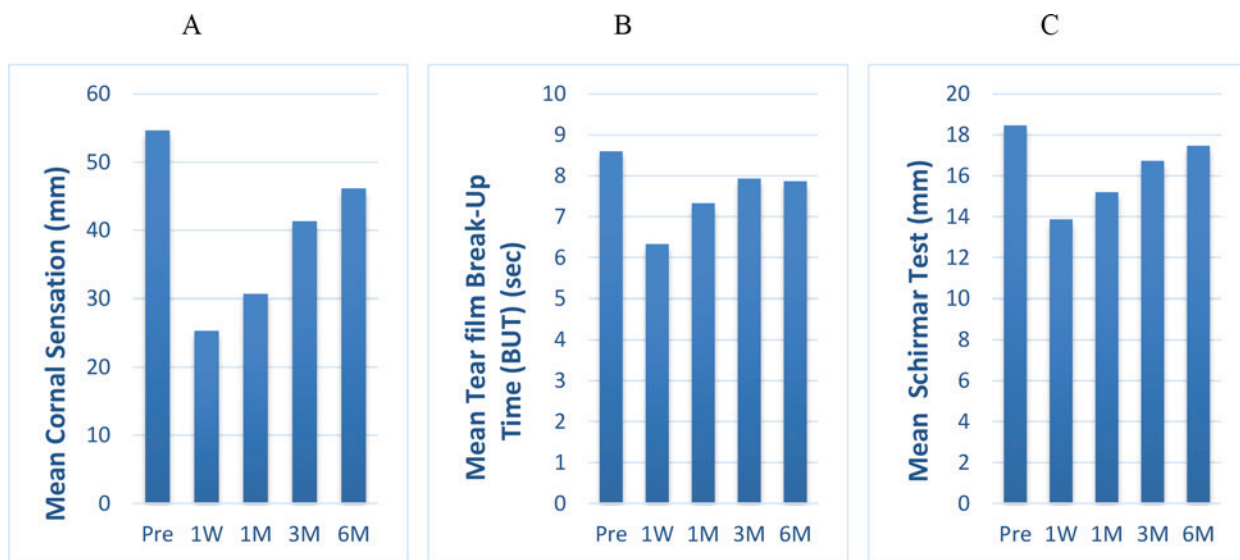 A
B
C
Mean Cornal Sensation (mm)
60
50
40
30
20
10
0
Pre 1W 1M 3M 6M
Mean Tear film Break-Up
Time (BUT) (sec)
10
9
8
7
6
5
4
3
2
1
0
Pre 1W 1M 3M 6M
Mean Schirmar Test (mm)
20
18
16
14
12
10
8
6
4
2
0
Pre 1W 1M 3M 6M